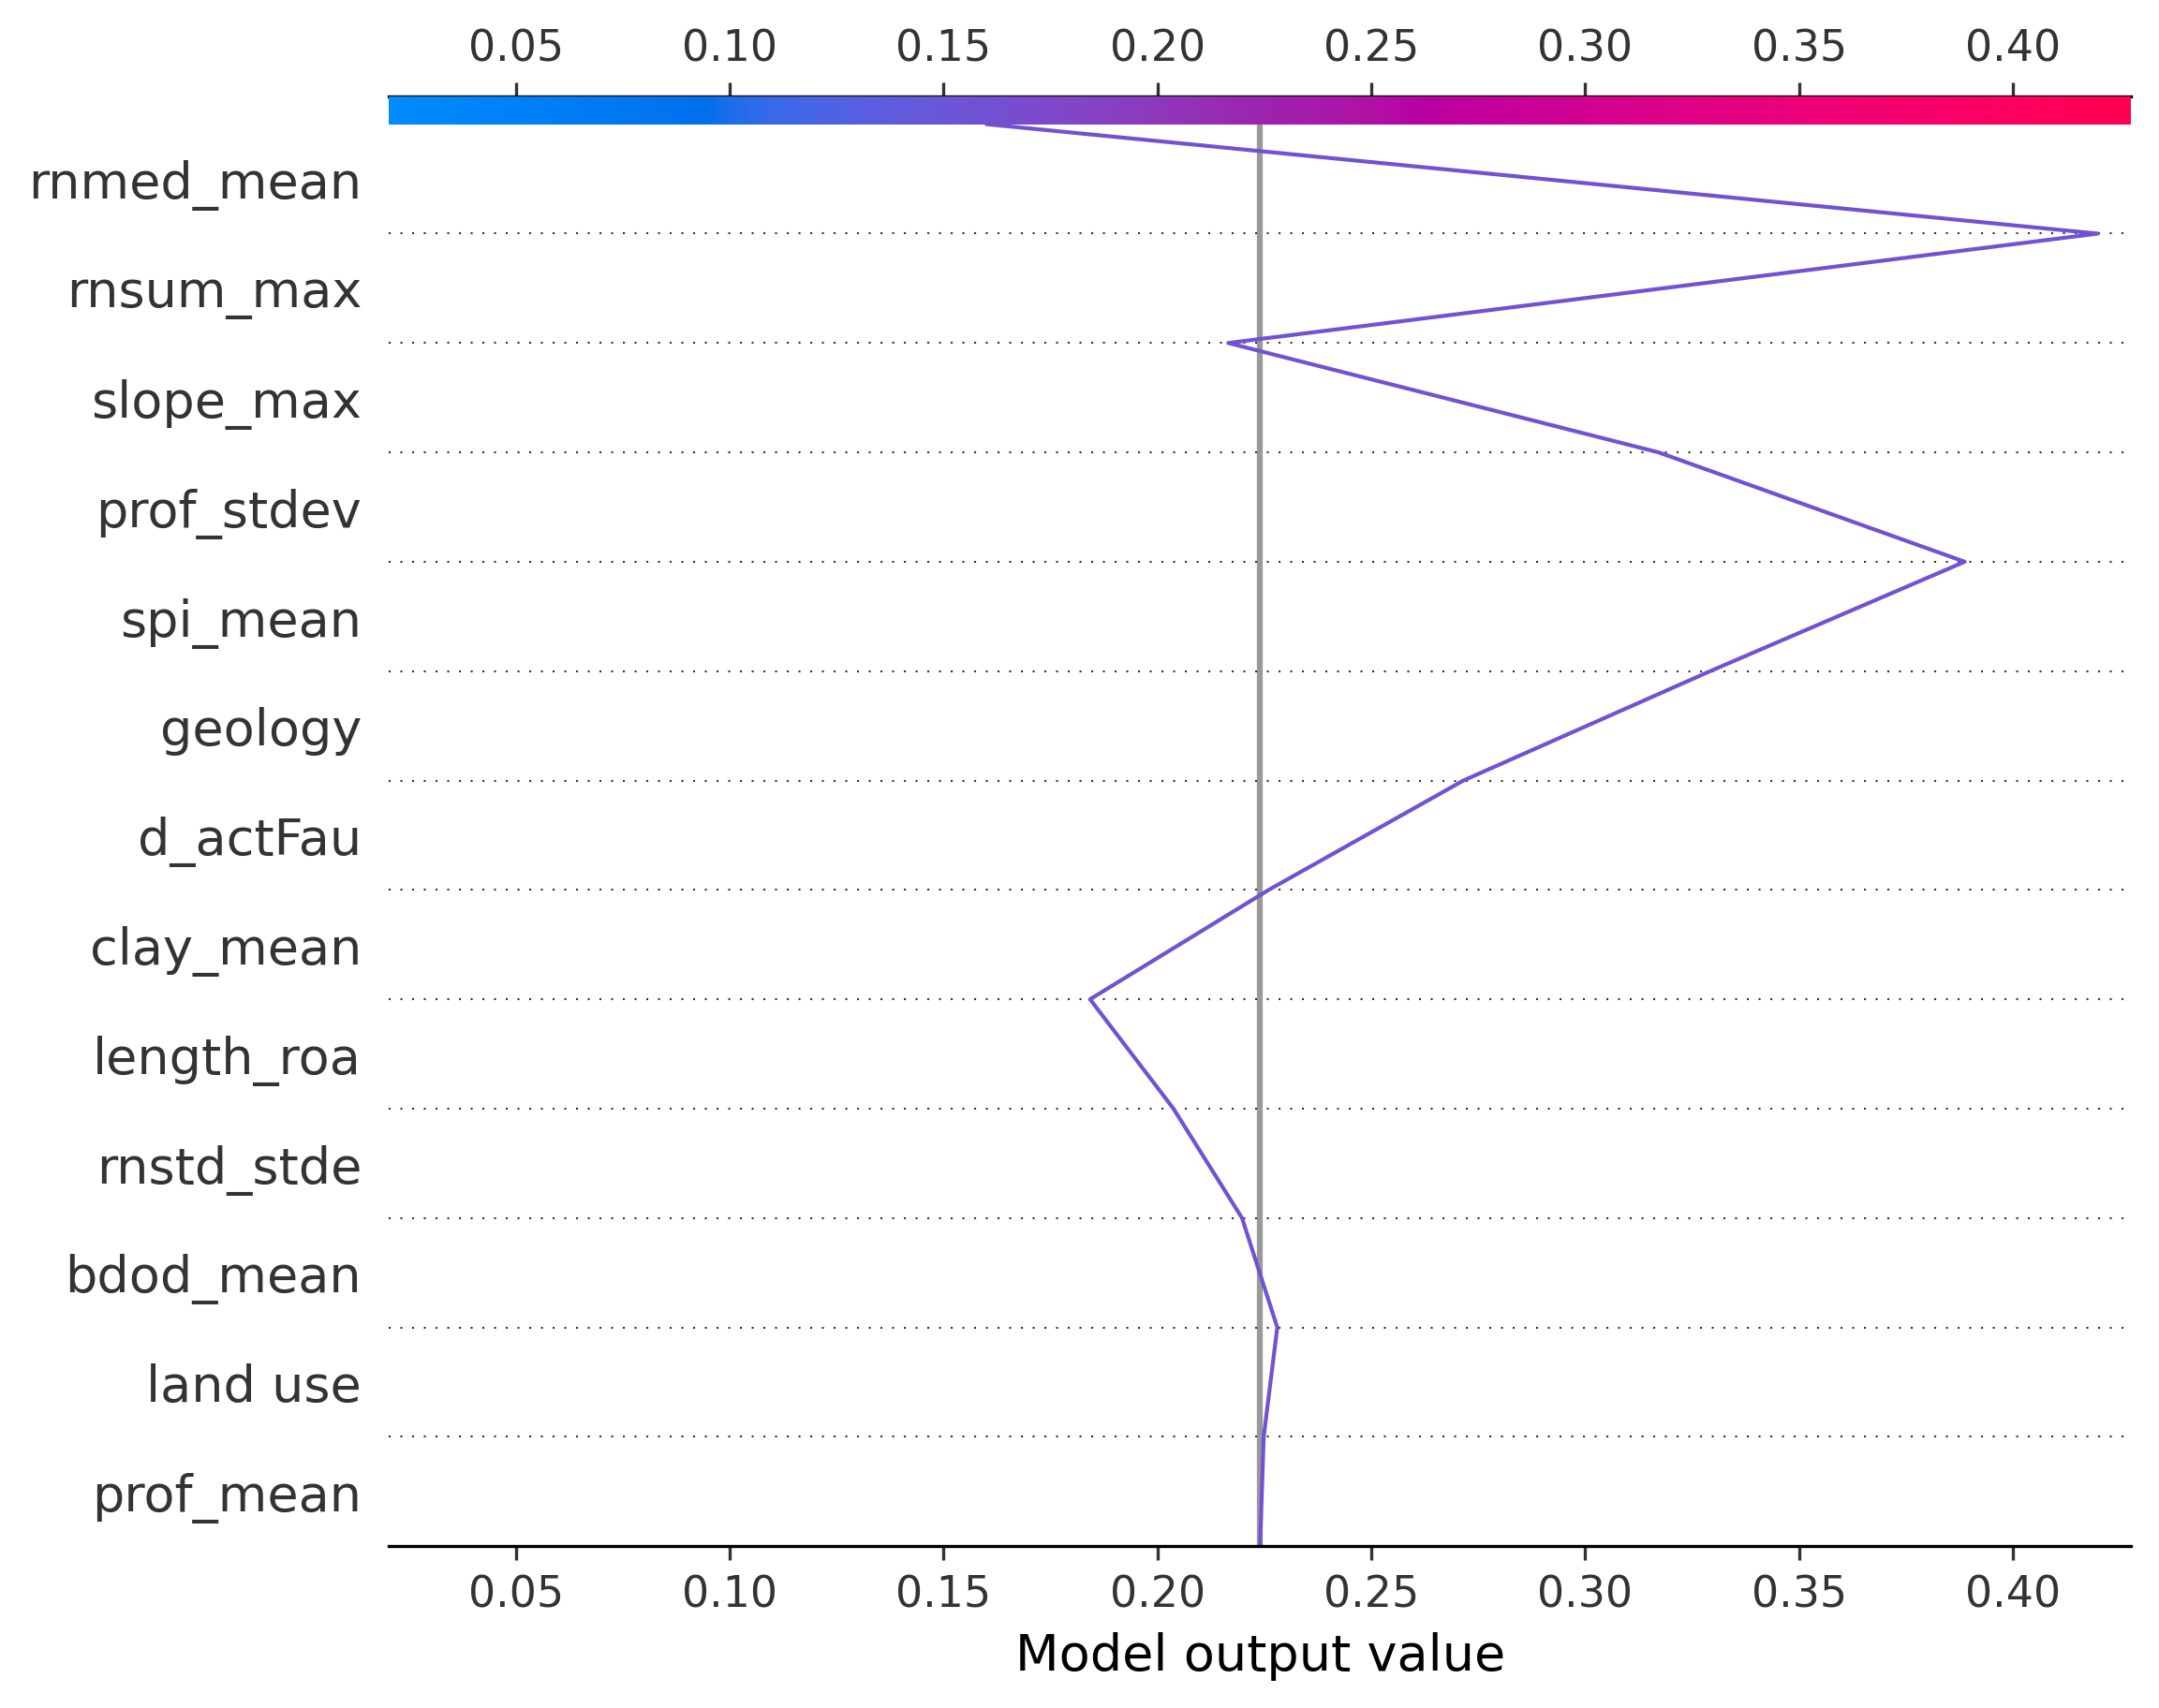 0.05 0.10 0.15 0.20 0.25 0.30 0.35 0.40
rnmed_mean
rnsum_max
slope_max
prof_stdev
spi_mean
geology
d_actFau
clay_mean
length_roa
rnstd_stde
bdod_mean
land use
prof_mean
0.05 0.10 0.15 0.20 0.25 0.30 0.35 0.40
Model output value